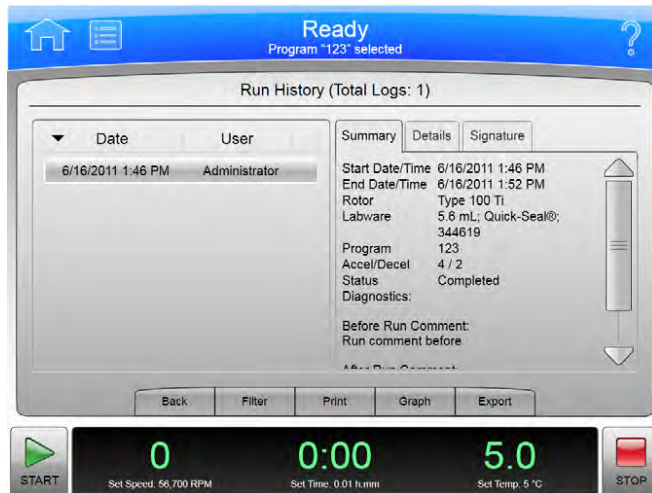 Ready
Program "123" selected
?
Run History (Total Logs: 1)
Date User
6/16/2011 1:46 PM Administrator
Summary Details Signature
Start Date/Time 6/16/2011 1:46 PM
End Date/Time 6/16/2011 1:52 PM
Rotor Type 100 Ti
Labware 5.6 mL; Quick-Seal®;
344619
Program 123
Accel/Decel 4 / 2
Status Completed
Diagnostics:
Before Run Comment:
Run comment before
After Run Comment:
Back Filter Print Graph Export
START
0
Set Speed: 56,700 RPM
0:00
Set Time: 0.01 h:mm
5.0
Set Temp: 5 °C
STOP